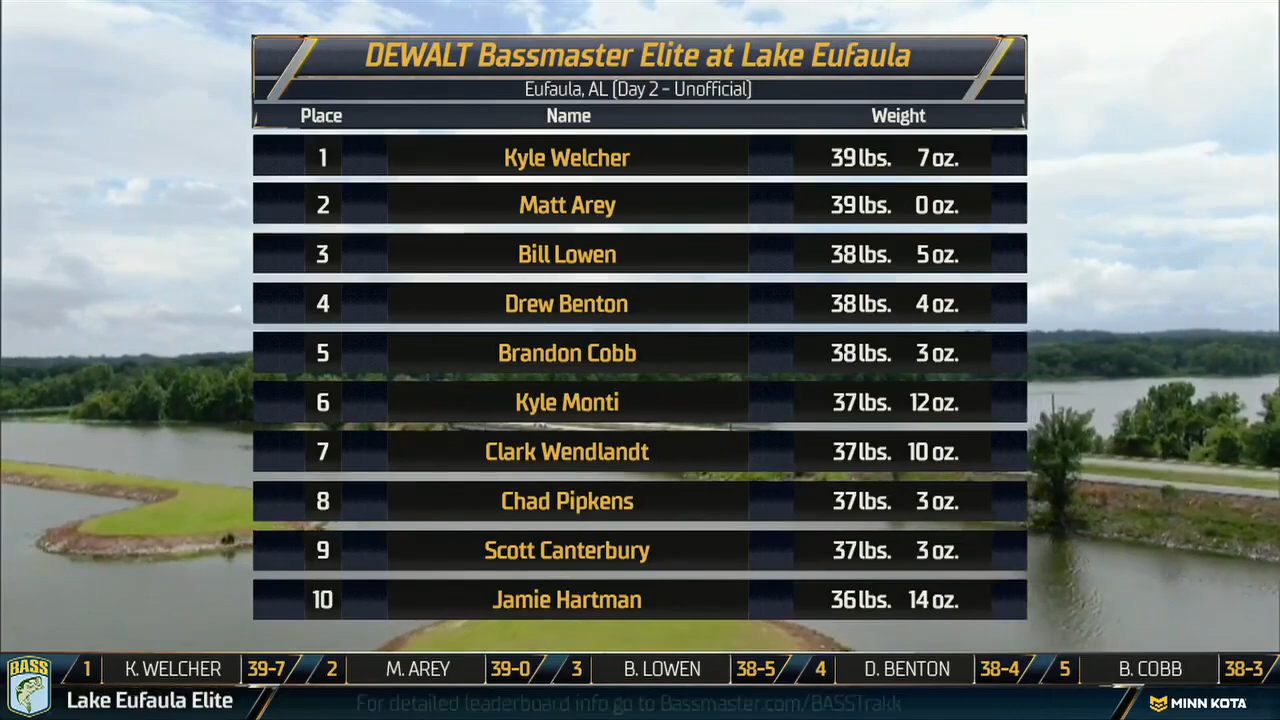 DEWALT Bassmaster Elite at Lake Eufaula
Eufaula, AL (Day 2 - Unofficial)
Place Name Weight
1 Kyle Welcher 39 lbs. 7 oz.
2 Matt Arey 39 lbs. 0 oz.
3 Bill Lowen 38 lbs. 5 oz.
4 Drew Benton 38 lbs. 4 oz.
5 Brandon Cobb 38 lbs. 3 oz.
6 Kyle Monti 37 lbs. 12 oz.
7 Clark Wendlandt 37 lbs. 10 oz.
8 Chad Pipkens 37 lbs. 3 oz.
9 Scott Canterbury 37 lbs. 3 oz.
10 Jamie Hartman 36 lbs. 14 oz.
BASS 1 K. WELCHER 39-7 2 M. AREY 39-0 3 B. LOWEN 38-5 4 D. BENTON 38-4 5 B. COBB 38-3
Lake Eufaula Elite For detailed leaderboard info go to Bassmaster.com/BASSTrakk MINN KOTA